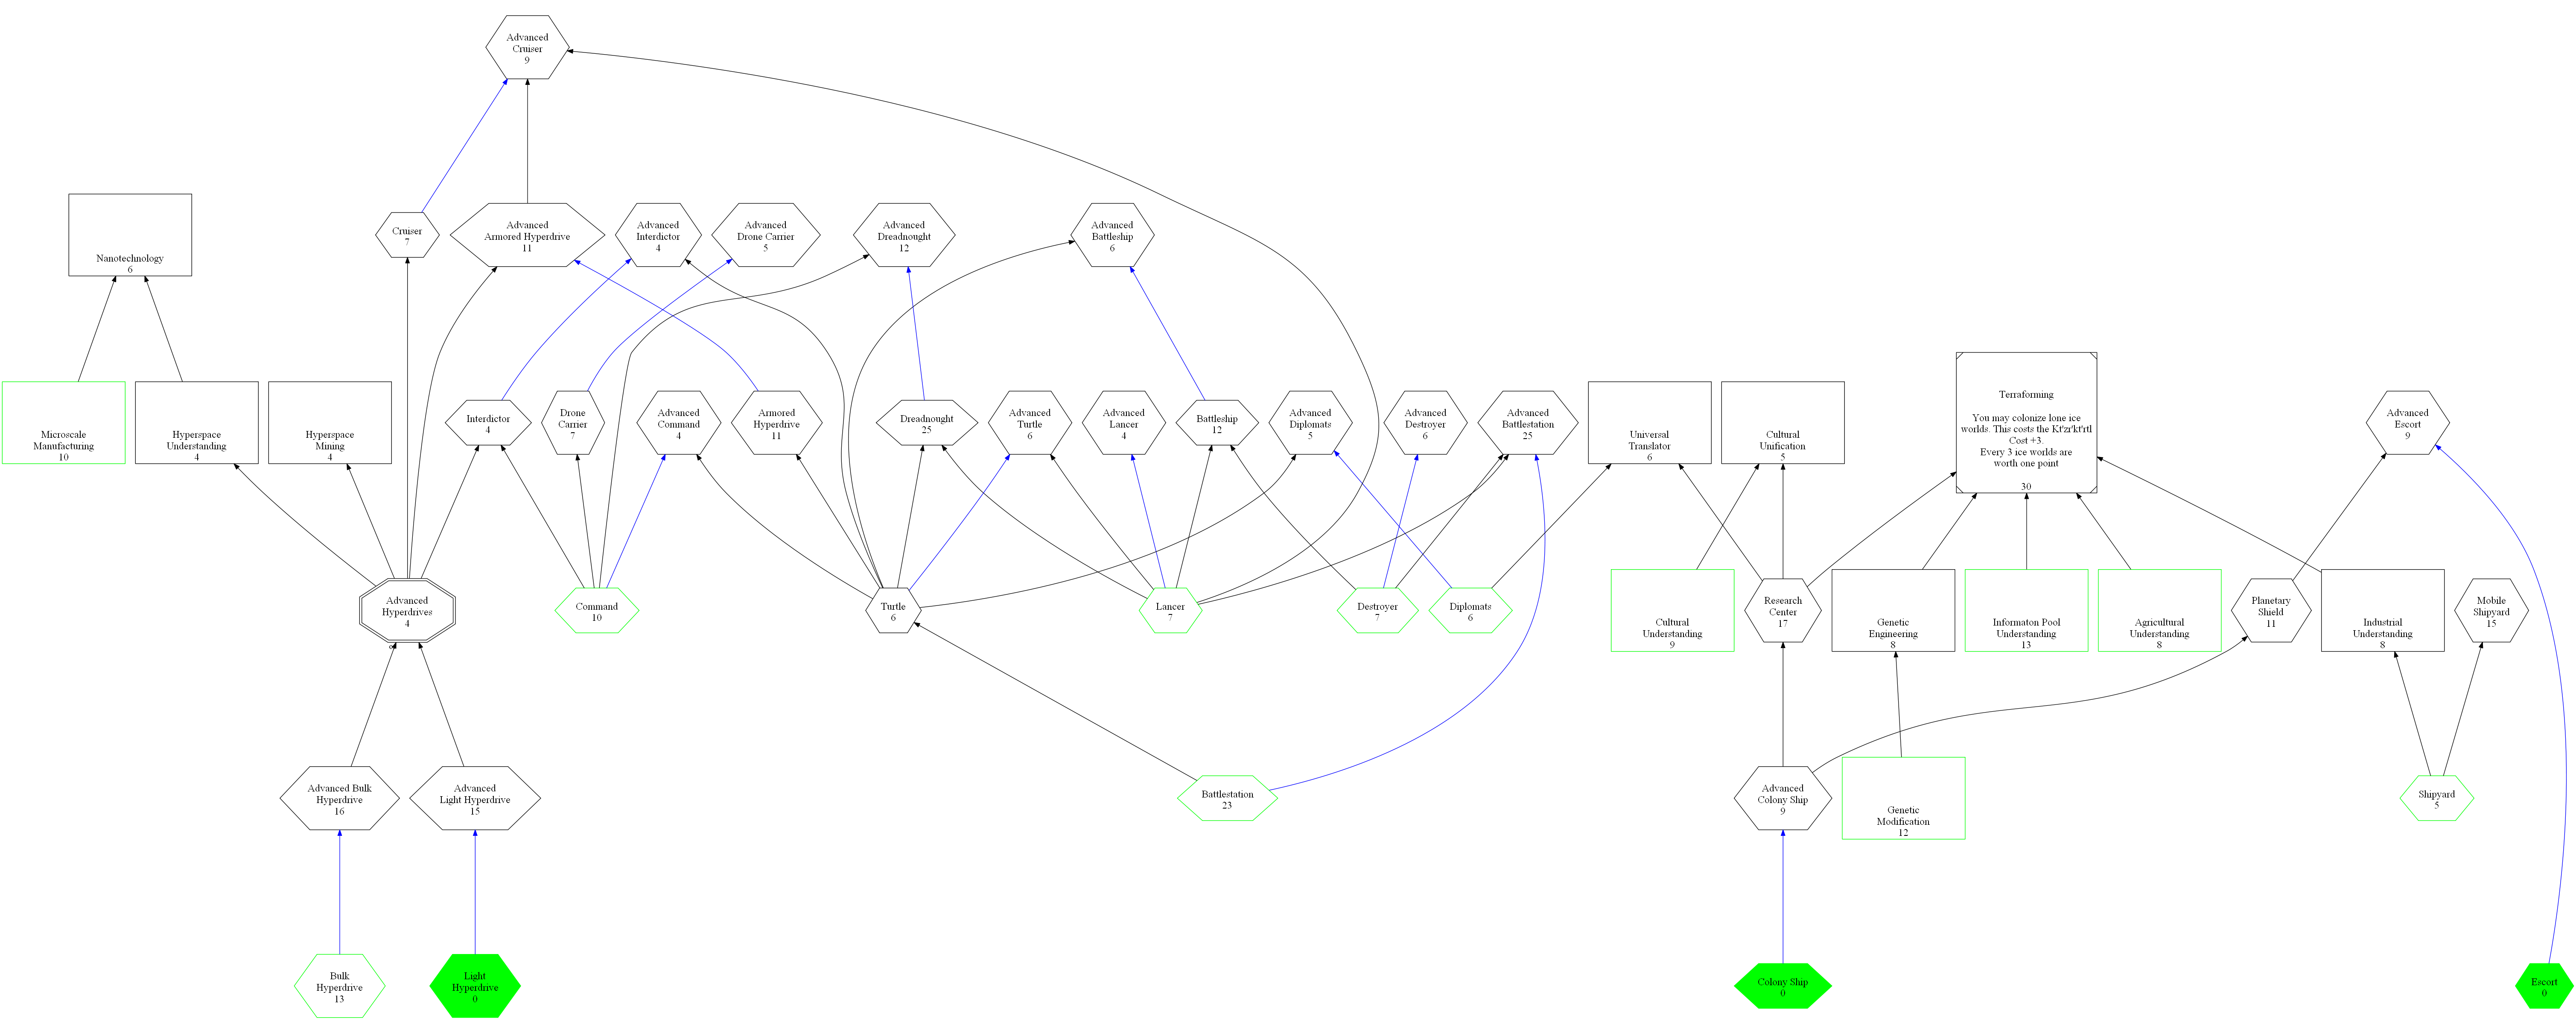 Advanced
Cruiser
9
Nanotechnology
6
Cruiser
7
Advanced
Armored Hyperdrive
11
Advanced
Interdictor
4
Advanced
Drone Carrier
5
Advanced
Dreadnought
12
Advanced
Battleship
6
Microscale
Manufacturing
10
Hyperspace
Understanding
4
Hyperspace
Mining
4
Interdictor
4
Drone
Carrier
7
Advanced
Command
4
Armored
Hyperdrive
11
Dreadnought
25
Advanced
Turtle
6
Advanced
Lancer
4
Battleship
12
Advanced
Diplomats
5
Advanced
Destroyer
6
Advanced
Battlestation
25
Universal
Translator
6
Cultural
Unification
5
Terraforming
You may colonize lone ice
worlds. This costs the Kt'zr'kt'rtl
Cost +3.
Every 3 ice worlds are
worth one point
30
Advanced
Escort
9
Advanced
Hyperdrives
4
Command
10
Turtle
6
Lancer
7
Destroyer
7
Diplomats
6
Cultural
Understanding
9
Research
Center
17
Genetic
Engineering
8
Informaton Pool
Understanding
13
Agricultural
Understanding
8
Planetary
Shield
11
Industrial
Understanding
8
Mobile
Shipyard
15
Advanced Bulk
Hyperdrive
16
Advanced
Light Hyperdrive
15
Battlestation
23
Advanced
Colony Ship
9
Genetic
Modification
12
Shipyard
5
Bulk
Hyperdrive
13
Light
Hyperdrive
0
Colony Ship
0
Escort
0